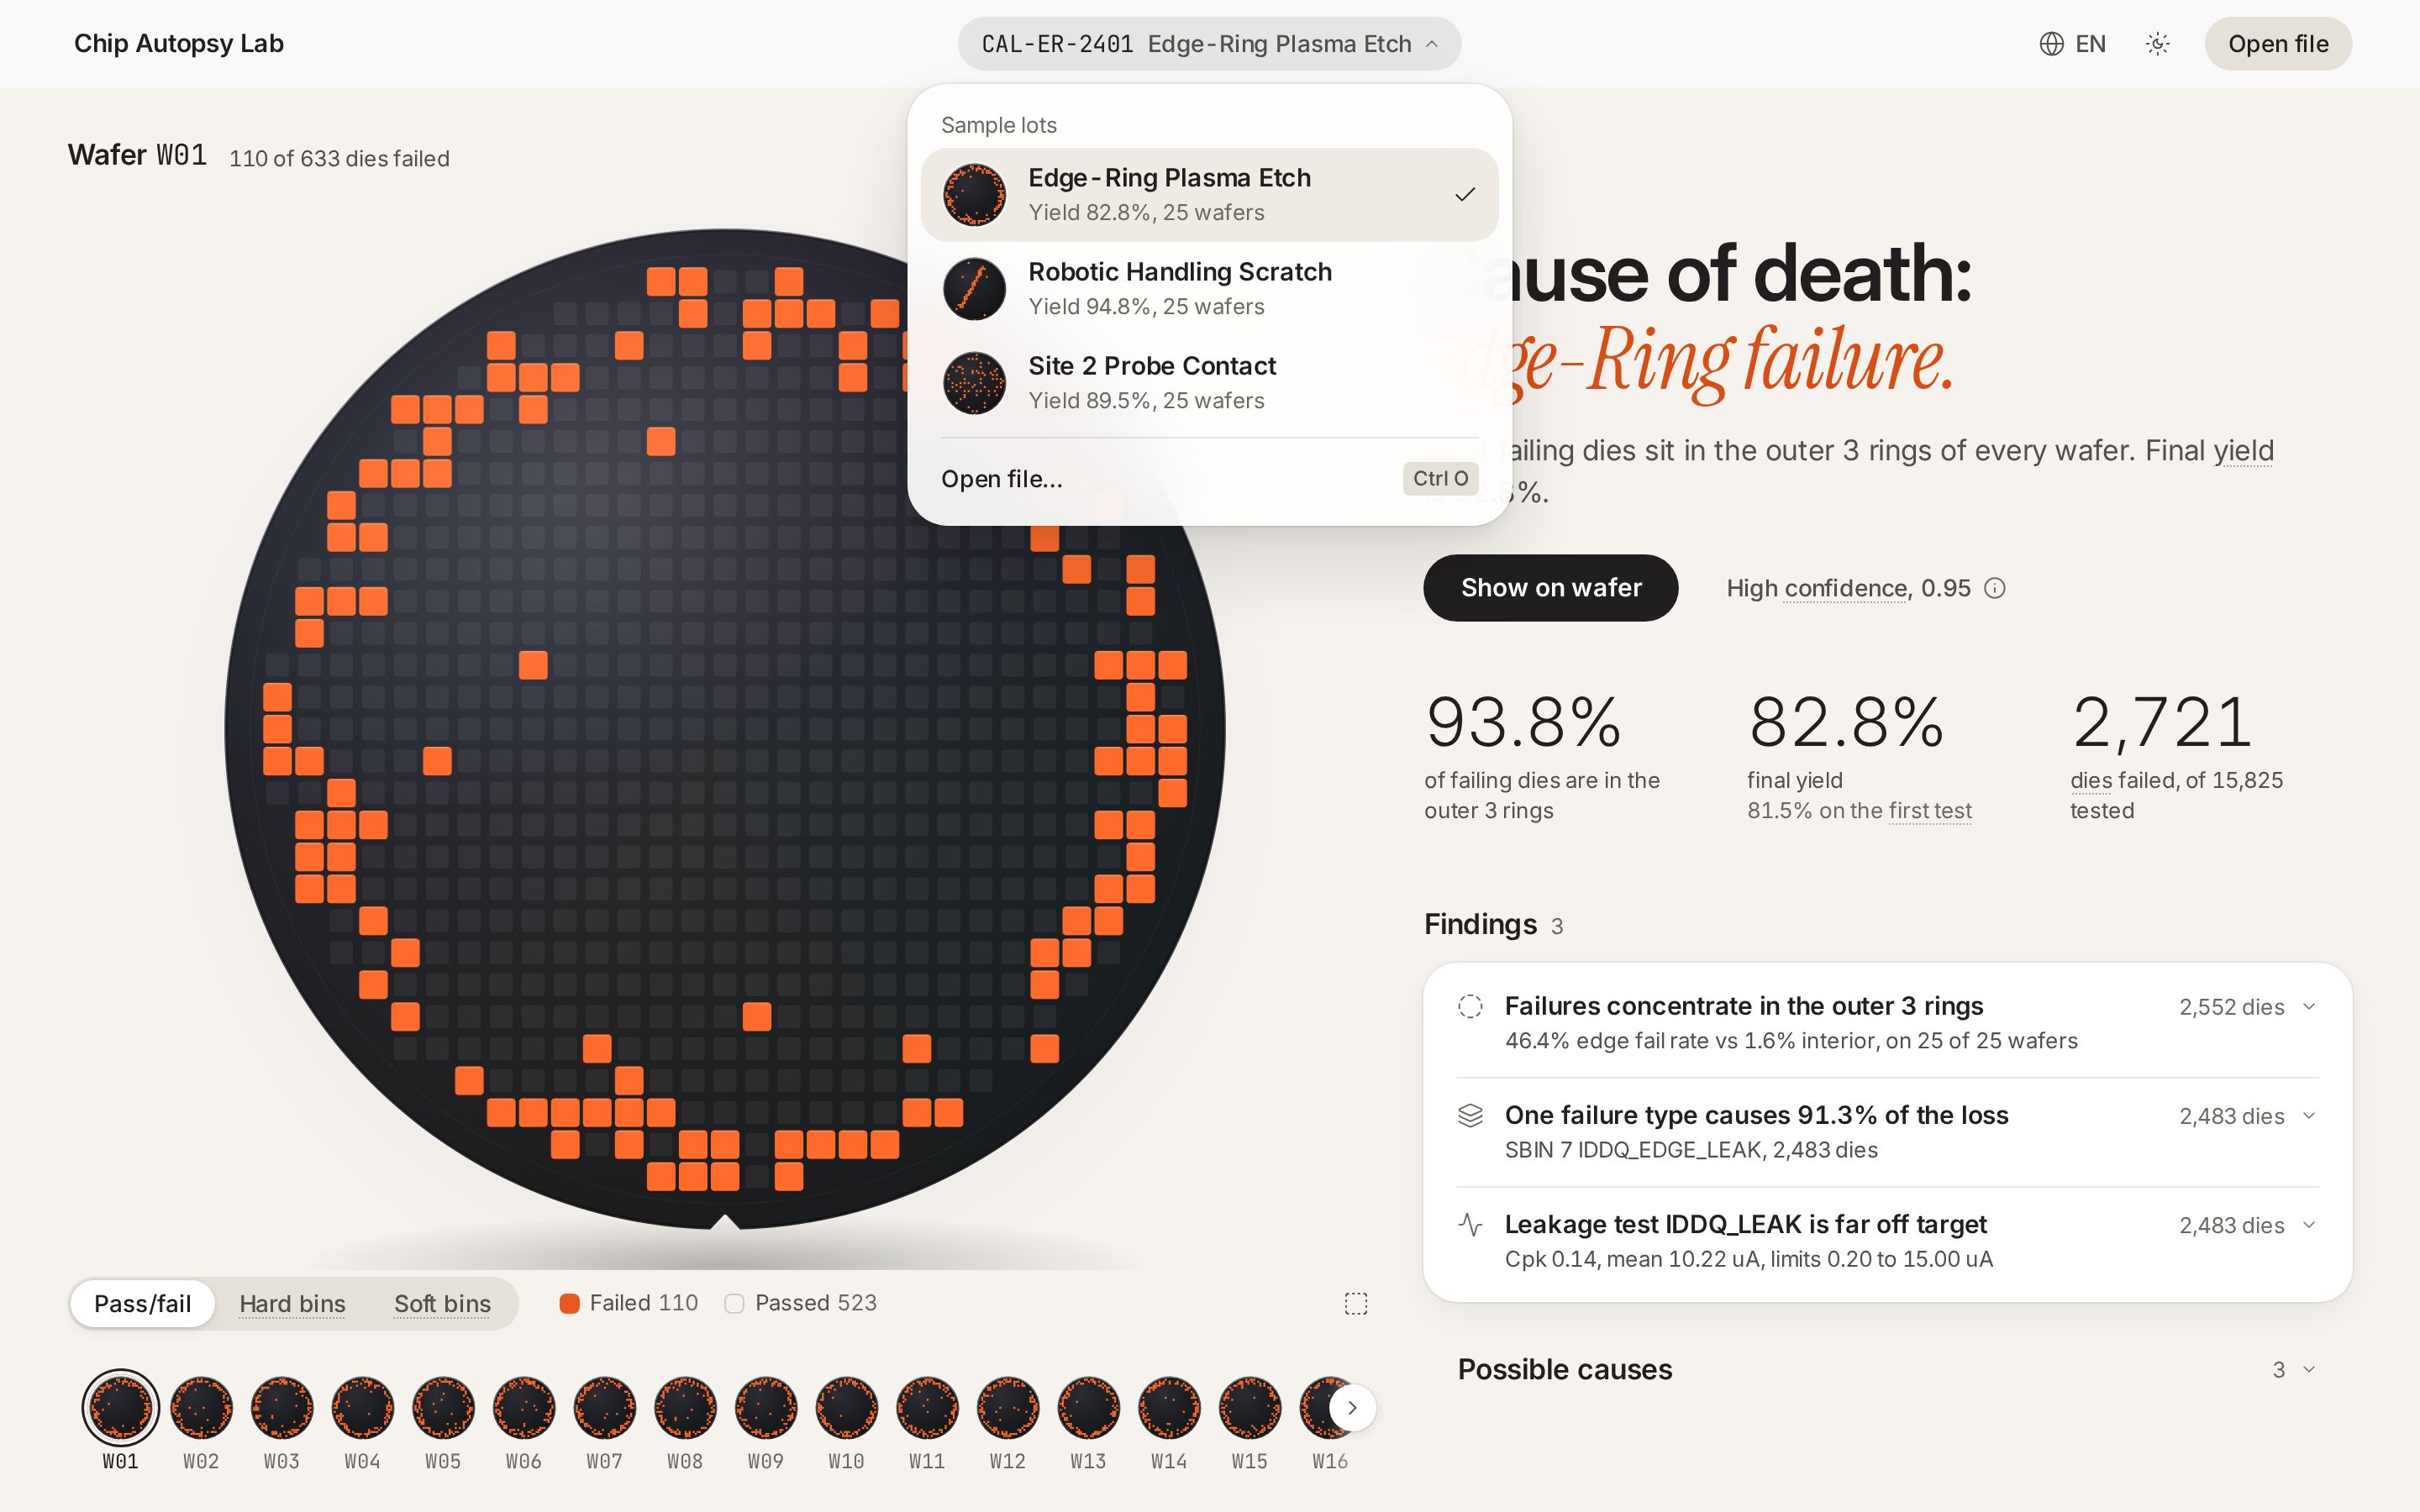 Chip Autopsy Lab
CAL-ER-2401 Edge-Ring Plasma Etch
EN
Open file
Wafer W01 110 of 633 dies failed
Sample lots
Edge-Ring Plasma Etch
Yield 82.8%, 25 wafers
Robotic Handling Scratch
Yield 94.8%, 25 wafers
Site 2 Probe Contact
Yield 89.5%, 25 wafers
Open file...
Ctrl O
Cause of death:
Edge-Ring failure.
failing dies sit in the outer 3 rings of every wafer. Final yield
82.8%.
Show on wafer
High confidence, 0.95
93.8%
of failing dies are in the
outer 3 rings
82.8%
final yield
81.5% on the first test
2,721
dies failed, of 15,825
tested
Findings 3
Failures concentrate in the outer 3 rings
2,552 dies
46.4% edge fail rate vs 1.6% interior, on 25 of 25 wafers
One failure type causes 91.3% of the loss
2,483 dies
SBIN 7 IDDQ_EDGE_LEAK, 2,483 dies
Leakage test IDDQ_LEAK is far off target
2,483 dies
Cpk 0.14, mean 10.22 uA, limits 0.20 to 15.00 uA
Possible causes
3
Pass/fail
Hard bins
Soft bins
Failed 110
Passed 523
W01 W02 W03 W04 W05 W06 W07 W08 W09 W10 W11 W12 W13 W14 W15 W16